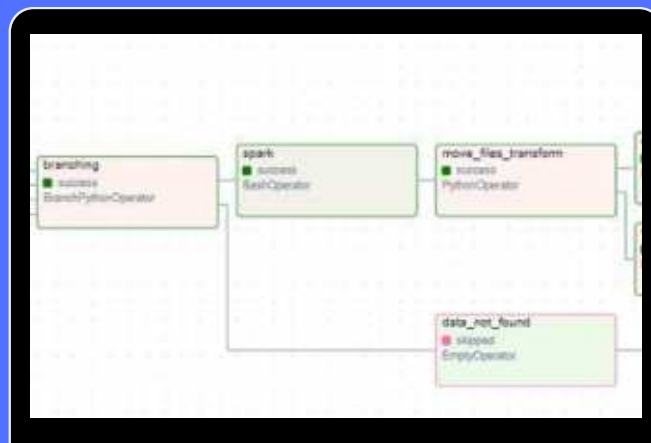 branching
success
BranchPythonOperator
spark
success
BashOperator
move_files_transform
success
PythonOperator
data_not_found
skipped
EmptyOperator